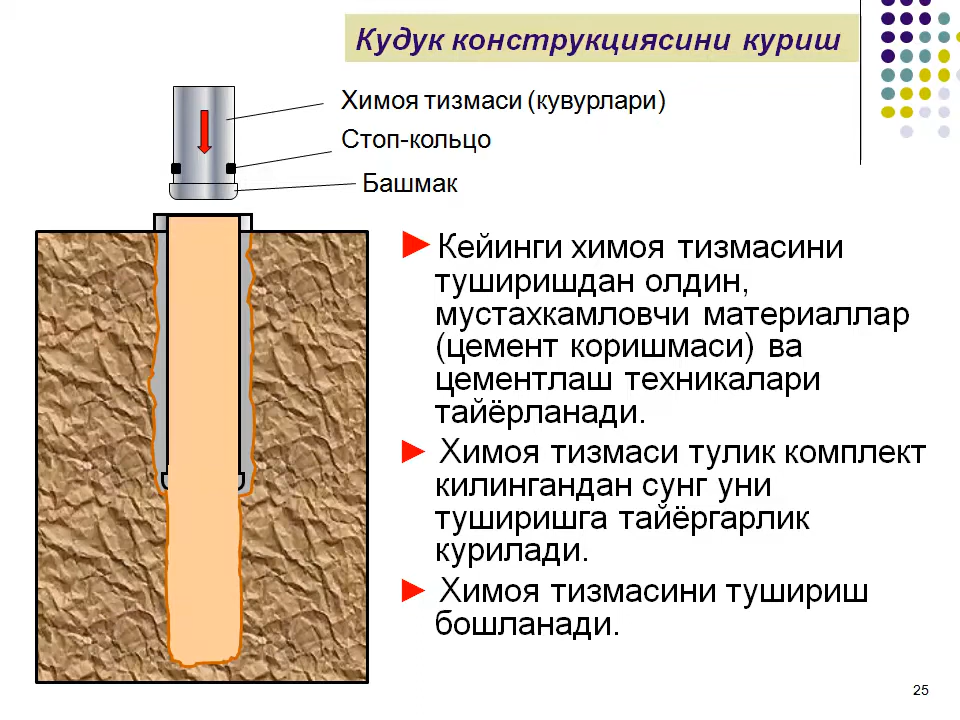 Кудук конструкциясини куриш
Химоя тизмаси (кувурлари)
Стоп-кольцо
Башмак
►Кейинги химоя тизмасини
туширишдан олдин,
мустахкамловчи материаллар
(цемент коришмаси) ва
цементлаш техникалари
тайёрланади.
► Химоя тизмаси тулик комплект
килингандан сунг уни
туширишга тайёргарлик
курилади.
► Химоя тизмасини тушириш
бошланади.
25